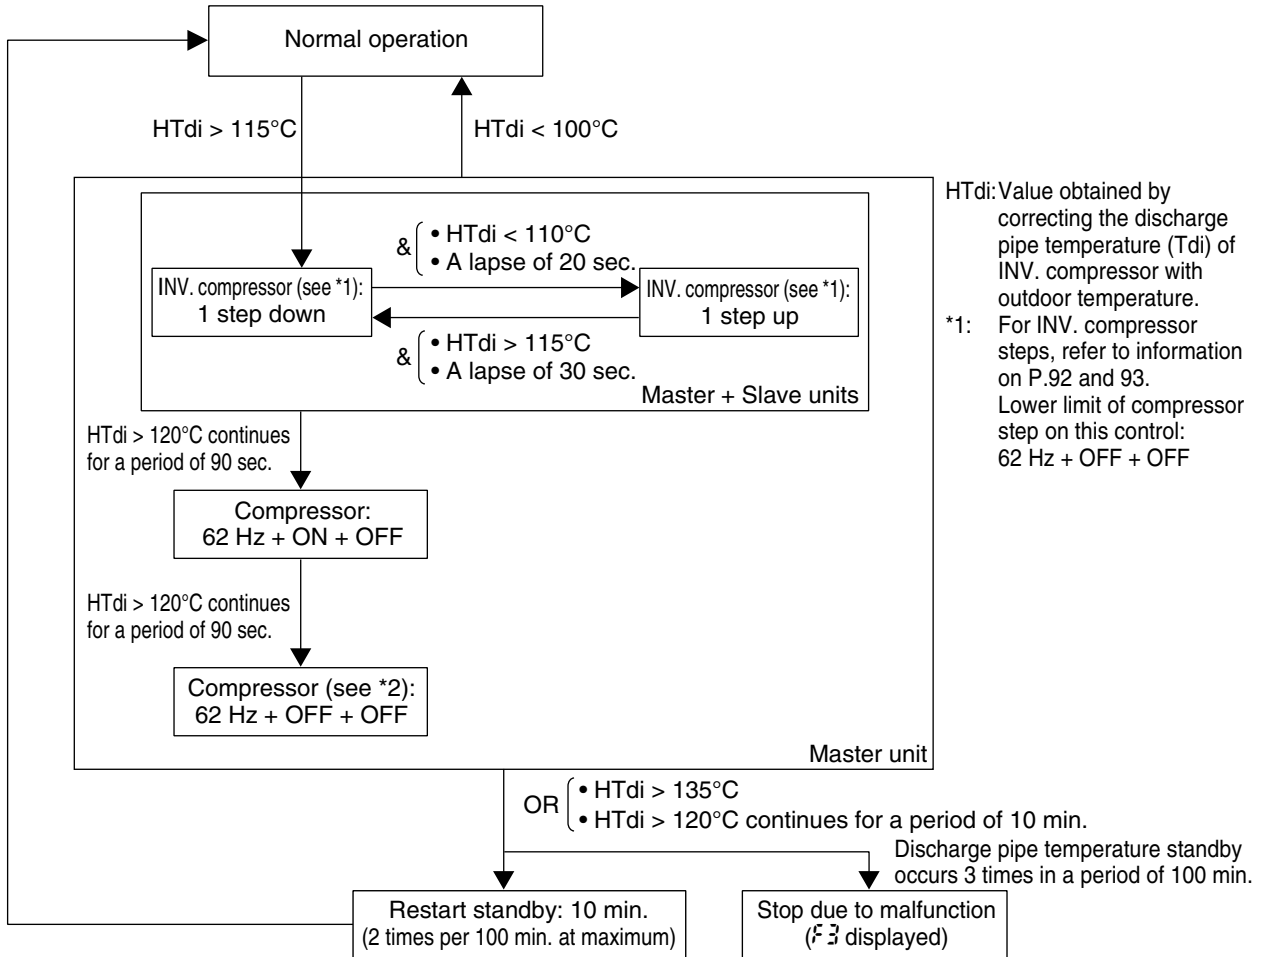 Normal operation
HTdi > 115°C
HTdi < 100°C
& • HTdi < 110°C
• A lapse of 20 sec.
INV. compressor (see *1):
1 step down
INV. compressor (see *1):
1 step up
& • HTdi > 115°C
• A lapse of 30 sec.
Master + Slave units
HTdi: Value obtained by
correcting the discharge
pipe temperature (Tdi) of
INV. compressor with
outdoor temperature.
*1: For INV. compressor
steps, refer to information
on P.92 and 93.
Lower limit of compressor
step on this control:
62 Hz + OFF + OFF
HTdi > 120°C continues
for a period of 90 sec.
Compressor:
62 Hz + ON + OFF
HTdi > 120°C continues
for a period of 90 sec.
Compressor (see *2):
62 Hz + OFF + OFF
Master unit
OR • HTdi > 135°C
• HTdi > 120°C continues for a period of 10 min.
Discharge pipe temperature standby
occurs 3 times in a period of 100 min.
Restart standby: 10 min.
(2 times per 100 min. at maximum)
Stop due to malfunction
(F3 displayed)